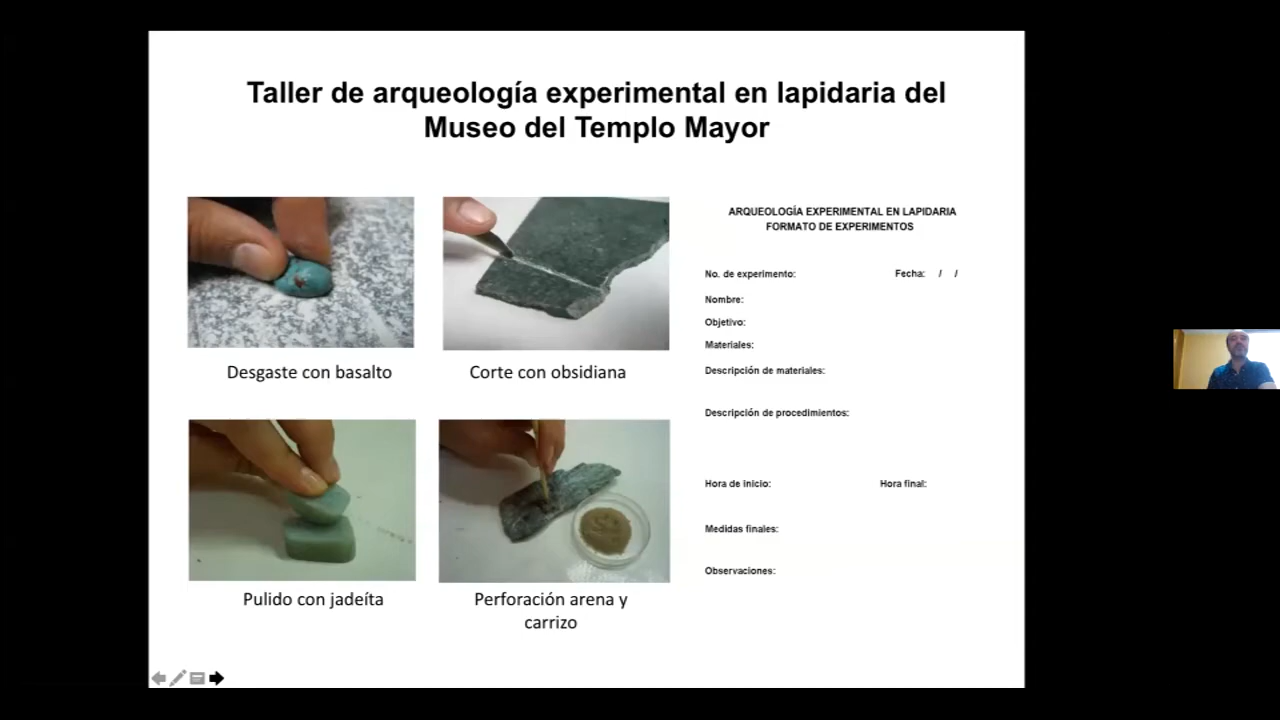 Taller de arqueología experimental en lapidaria del
Museo del Templo Mayor
Desgaste con basalto
Corte con obsidiana
Pulido con jadeíta
Perforación arena y
carrizo
ARQUEOLOGÍA EXPERIMENTAL EN LAPIDARIA
FORMATO DE EXPERIMENTOS
No. de experimento: Fecha: / /
Nombre:
Objetivo:
Materiales:
Descripción de materiales:
Descripción de procedimientos:
Hora de inicio: Hora final:
Medidas finales:
Observaciones: